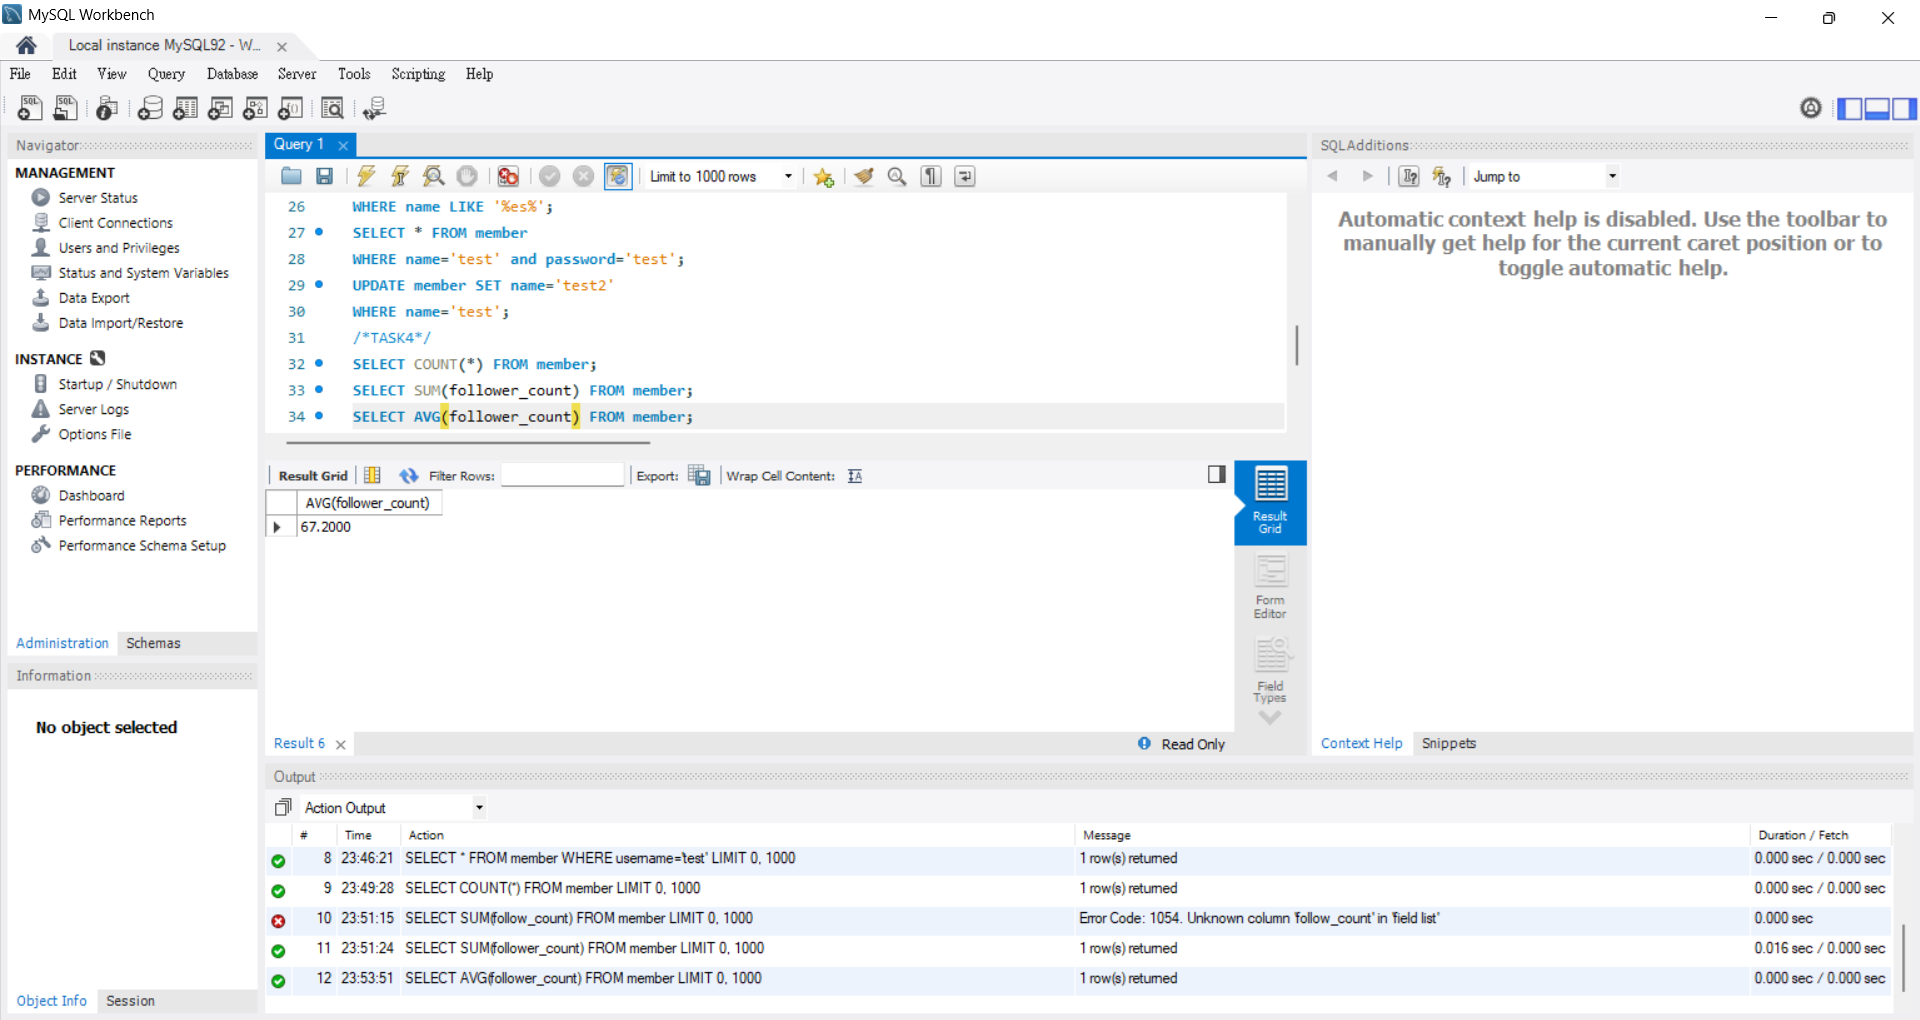 MySQL Workbench
Local instance MySQL92 - W...
File Edit View Query Database Server Tools Scripting Help
Navigator
MANAGEMENT
Server Status
Client Connections
Users and Privileges
Status and System Variables
Data Export
Data Import/Restore
INSTANCE
Startup / Shutdown
Server Logs
Options File
PERFORMANCE
Dashboard
Performance Reports
Performance Schema Setup
Administration Schemas
Information
No object selected
Object Info Session
Query 1
Limit to 1000 rows
26 WHERE name LIKE '%es%';
27 SELECT * FROM member
28 WHERE name='test' and password='test';
29 UPDATE member SET name='test2'
30 WHERE name='test';
31 /*TASK4*/
32 SELECT COUNT(*) FROM member;
33 SELECT SUM(follower_count) FROM member;
34 SELECT AVG(follower_count) FROM member;
Result Grid Filter Rows: Export: Wrap Cell Content:
AVG(follower_count)
67.2000
Result
Grid
Form
Editor
Field
Types
Result 6 Read Only
SQLAdditions
Jump to
Automatic context help is disabled. Use the toolbar to
manually get help for the current caret position or to
toggle automatic help.
Context Help Snippets
Output
Action Output
# Time Action Message Duration / Fetch
8 23:46:21 SELECT * FROM member WHERE username='test' LIMIT 0, 1000 1 row(s) returned 0.000 sec / 0.000 sec
9 23:49:28 SELECT COUNT(*) FROM member LIMIT 0, 1000 1 row(s) returned 0.000 sec / 0.000 sec
10 23:51:15 SELECT SUM(follow_count) FROM member LIMIT 0, 1000 Error Code: 1054. Unknown column 'follow_count' in 'field list' 0.000 sec
11 23:51:24 SELECT SUM(follower_count) FROM member LIMIT 0, 1000 1 row(s) returned 0.016 sec / 0.000 sec
12 23:53:51 SELECT AVG(follower_count) FROM member LIMIT 0, 1000 1 row(s) returned 0.000 sec / 0.000 sec